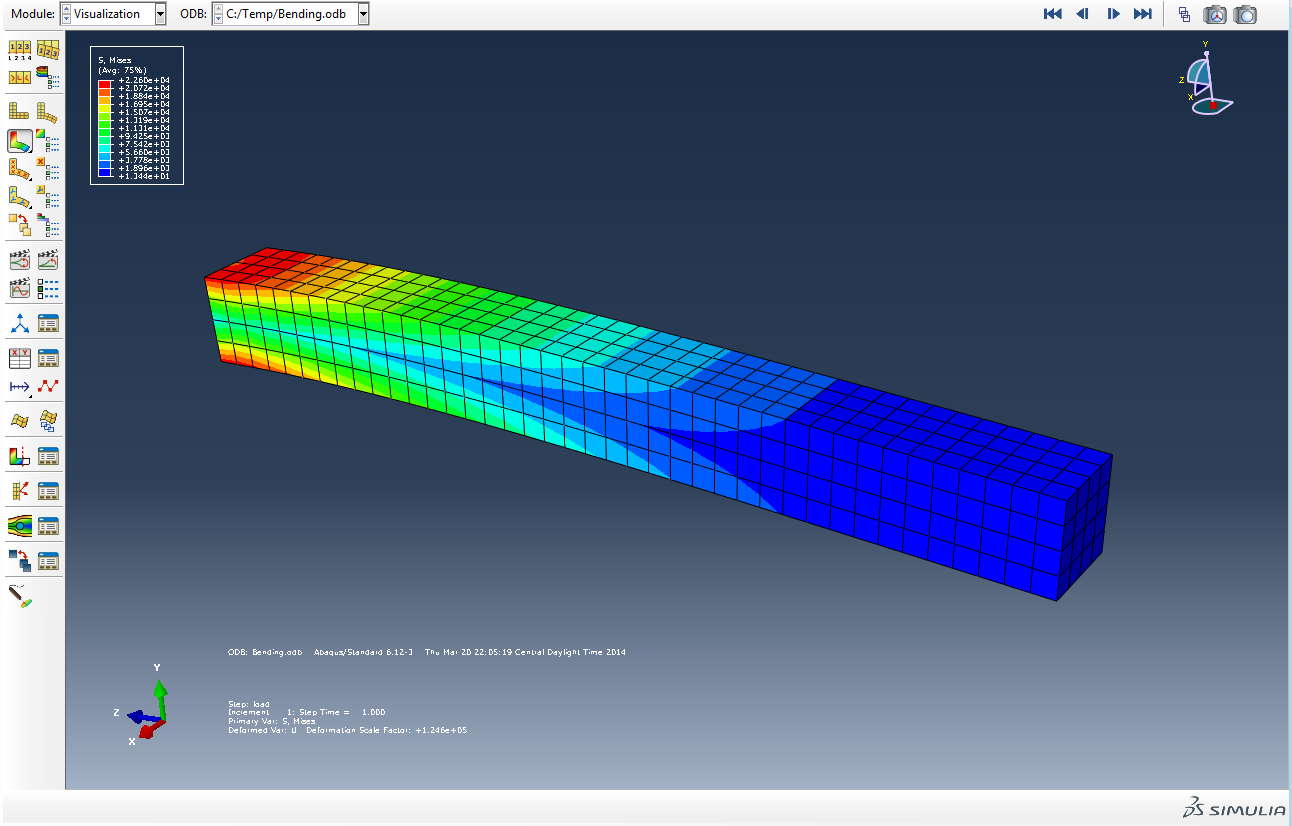 Module: Visualization ODB: C:/Temp/Bending.odb
S, Mises
(Avg: 75%)
+2.260e+04
+2.072e+04
+1.884e+04
+1.695e+04
+1.507e+04
+1.319e+04
+1.131e+04
+9.425e+03
+7.542e+03
+5.660e+03
+3.778e+03
+1.896e+03
+1.344e+01
Y
Z
X
ODB: Bending.odb Abaqus/Standard 6.12-3 Thu Mar 20 22:05:19 Central Daylight Time 2014
Y
Z
X
Step: load
Increment 1: Step Time = 1.000
Primary Var: S, Mises
Deformed Var: U Deformation Scale Factor: +1.246e+05
SIMULIA